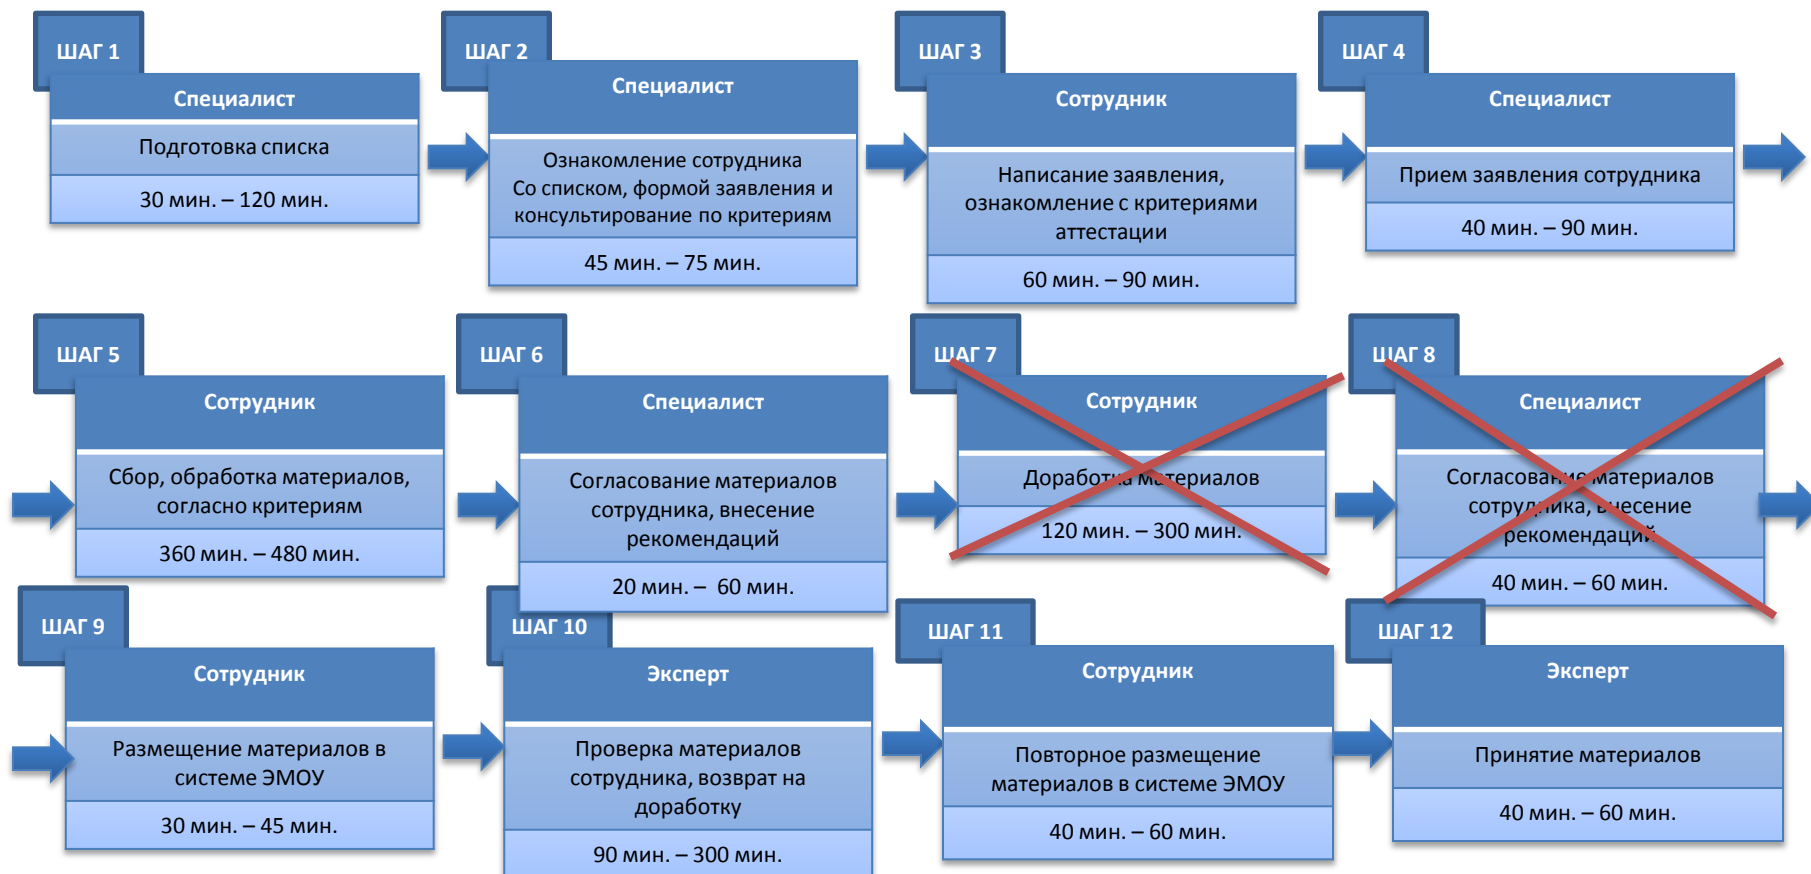 ШАГ 1
Специалист
Подготовка списка
30 мин. – 120 мин.
ШАГ 2
Специалист
Ознакомление сотрудника
Со списком, формой заявления и
консультирование по критериям
45 мин. – 75 мин.
ШАГ 3
Сотрудник
Написание заявления,
ознакомление с критериями
аттестации
60 мин. – 90 мин.
ШАГ 4
Специалист
Прием заявления сотрудника
40 мин. – 90 мин.
ШАГ 5
Сотрудник
Сбор, обработка материалов,
согласно критериям
360 мин. – 480 мин.
ШАГ 6
Специалист
Согласование материалов
сотрудника, внесение
рекомендаций
20 мин. –  60 мин.
ШАГ 7
Сотрудник
Доработка материалов
120 мин. – 300 мин.
ШАГ 8
Специалист
Согласование материалов
сотрудника, внесение
рекомендаций
40 мин. – 60 мин.
ШАГ 9
Сотрудник
Размещение материалов в
системе ЭМОУ
30 мин. – 45 мин.
ШАГ 10
Эксперт
Проверка материалов
сотрудника, возврат на
доработку
90 мин. – 300 мин.
ШАГ 11
Сотрудник
Повторное размещение
материалов в системе ЭМОУ
40 мин. – 60 мин.
ШАГ 12
Эксперт
Принятие материалов
40 мин. – 60 мин.